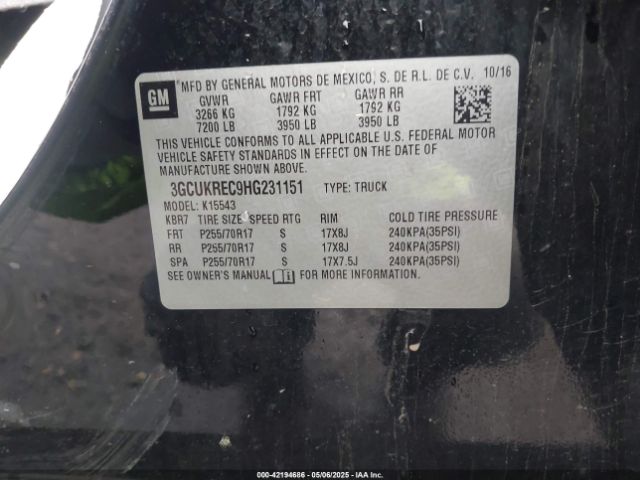 GM
MFD BY GENERAL MOTORS DE MEXICO, S. DE R.L. DE C.V. 10/16
GVWR GAWR FRT GAWR RR
3266 KG 1792 KG 1792 KG
7200 LB 3950 LB 3950 LB
THIS VEHICLE CONFORMS TO ALL APPLICABLE U.S. FEDERAL MOTOR
VEHICLE SAFETY STANDARDS IN EFFECT ON THE DATE OF
MANUFACTURE SHOWN ABOVE.
3GCUKREC9HG231151 TYPE: TRUCK
MODEL: K15543
KBR7 TIRE SIZE SPEED RTG RIM COLD TIRE PRESSURE
FRT P255/70R17 S 17X8J 240KPA(35PSI)
RR P255/70R17 S 17X8J 240KPA(35PSI)
SPA P255/70R17 S 17X7.5J 240KPA(35PSI)
SEE OWNER'S MANUAL FOR MORE INFORMATION.
000-42194686 - 05/06/2025 - IAAI.COM